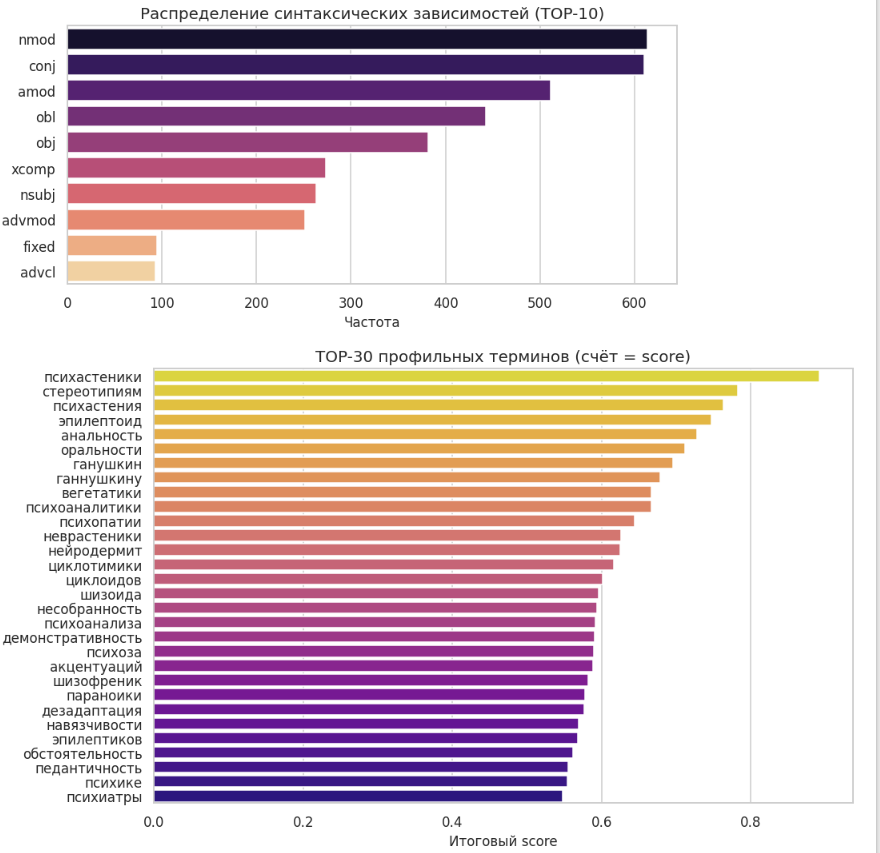 Распределение синтаксических зависимостей (TOP-10)
nmod
conj
amod
obl
obj
xcomp
nsubj
advmod
fixed
advcl
0 100 200 300 400 500 600
Частота
TOP-30 профильных терминов (счёт = score)
психастеники
стереотипиям
психастения
эпилептоид
анальность
оральности
ганушкин
ганнушкину
вегетатики
психоаналитики
психопатии
неврастеники
нейродермит
циклотимики
циклоидов
шизоида
несобранность
психоанализа
демонстративность
психоза
акцентуаций
шизофреник
параноики
дезадаптация
навязчивости
эпилептиков
обстоятельность
педантичность
психике
психиатры
0.0 0.2 0.4 0.6 0.8
Итоговый score